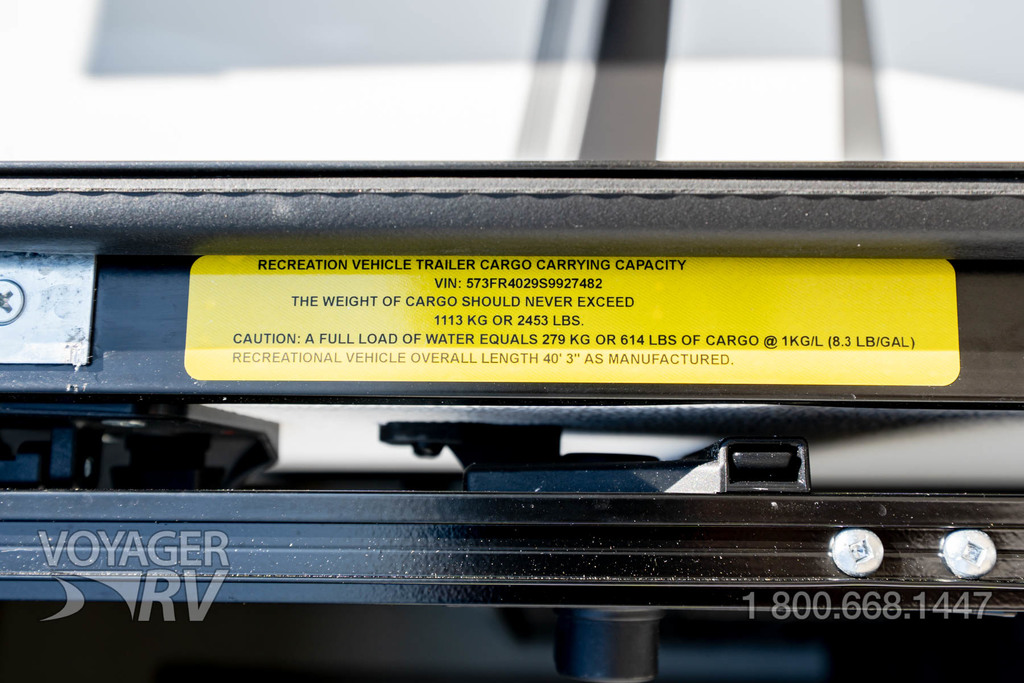 RECREATION VEHICLE TRAILER CARGO CARRYING CAPACITY
VIN: 573FR4029S9927482
THE WEIGHT OF CARGO SHOULD NEVER EXCEED
1113 KG OR 2453 LBS.
CAUTION: A FULL LOAD OF WATER EQUALS 279 KG OR 614 LBS OF CARGO @ 1KG/L (8.3 LB/GAL)
RECREATIONAL VEHICLE OVERALL LENGTH 40' 3" AS MANUFACTURED.
VOYAGER
RV
1 800.668.1447